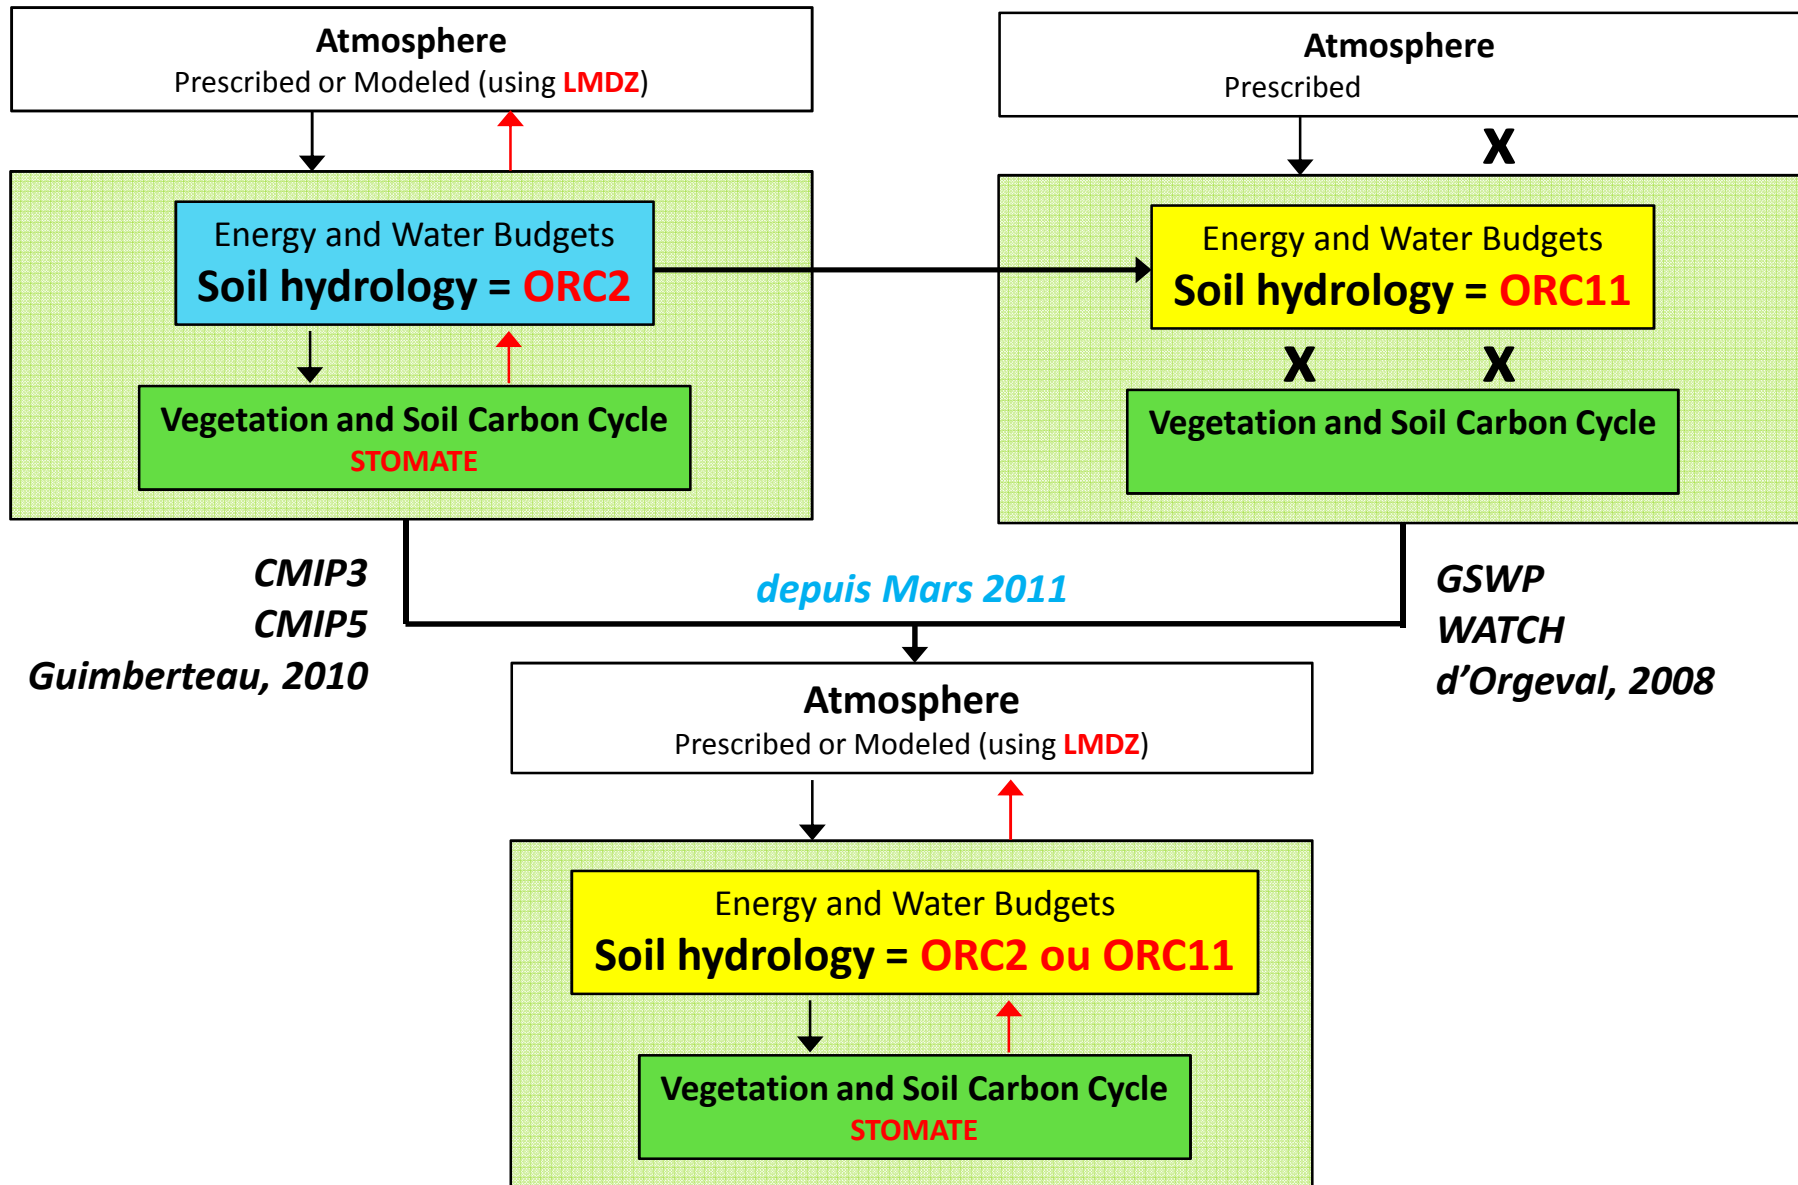 Atmosphere
Prescribed or Modeled (using LMDZ)
Energy and Water Budgets
Soil hydrology = ORC2
Vegetation and Soil Carbon Cycle
STOMATE
Atmosphere
Prescribed
X
Energy and Water Budgets
Soil hydrology = ORC11
X X
Vegetation and Soil Carbon Cycle
CMIP3
CMIP5
Guimberteau, 2010
depuis Mars 2011
GSWP
WATCH
d’Orgeval, 2008
Atmosphere
Prescribed or Modeled (using LMDZ)
Energy and Water Budgets
Soil hydrology = ORC2 ou ORC11
Vegetation and Soil Carbon Cycle
STOMATE